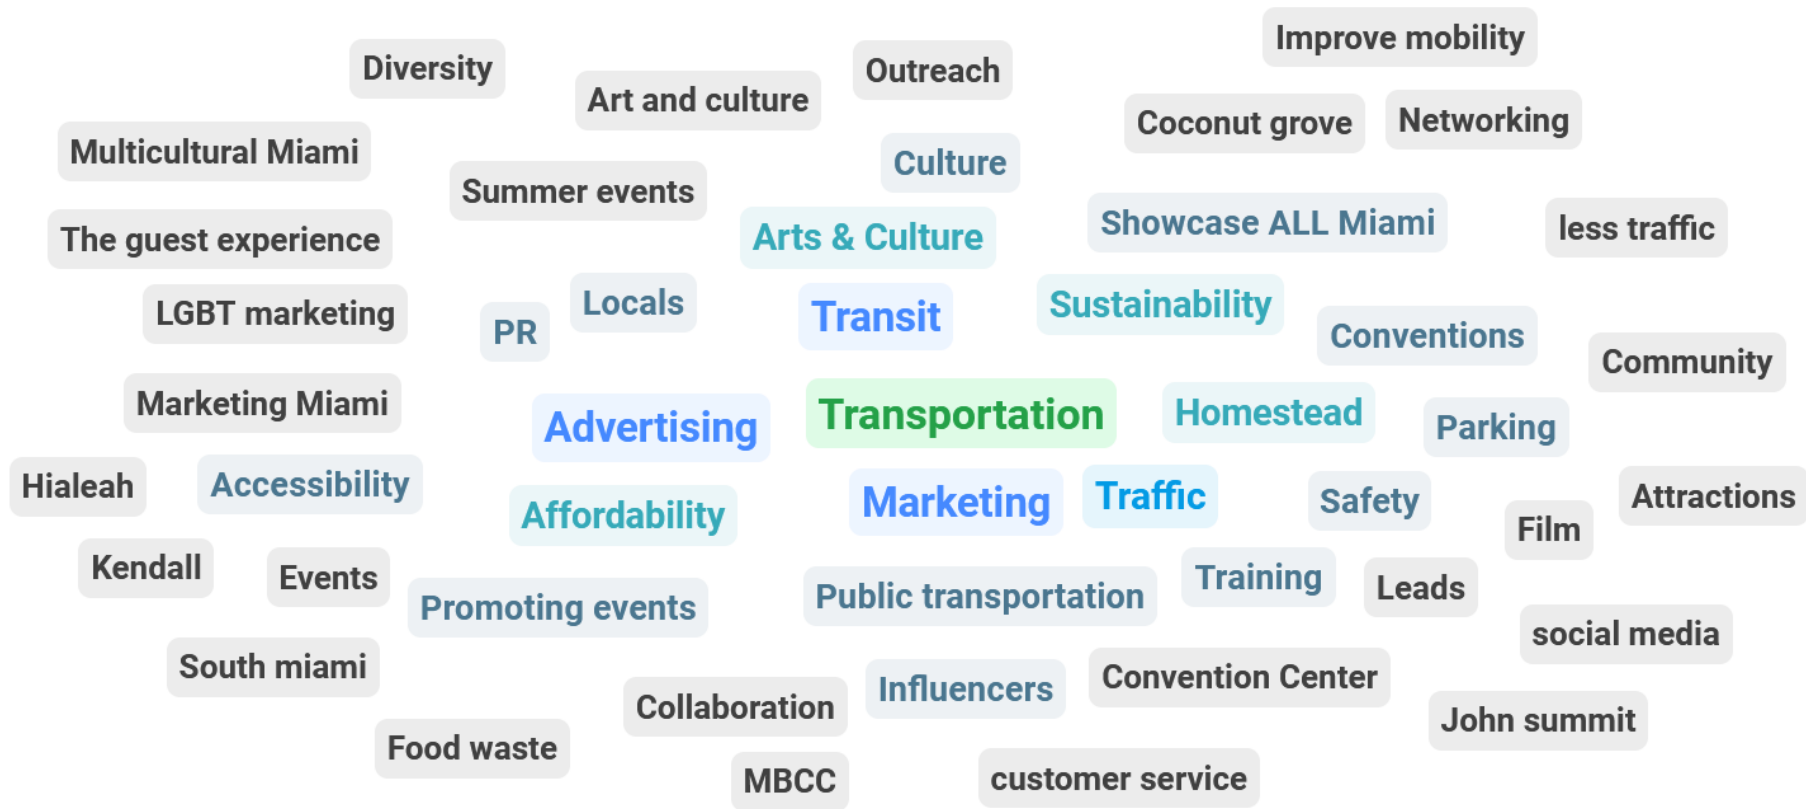 Improve mobility
Diversity
Outreach
Art and culture
Coconut grove
Networking
Multicultural Miami
Culture
Summer events
Showcase ALL Miami
less traffic
The guest experience
Arts & Culture
Locals
Sustainability
LGBT marketing
Transit
PR
Conventions
Community
Marketing Miami
Transportation
Homestead
Advertising
Parking
Hialeah
Accessibility
Traffic
Attractions
Marketing
Safety
Affordability
Film
Kendall
Events
Training
Leads
Public transportation
Promoting events
social media
South miami
Convention Center
Influencers
Collaboration
John summit
Food waste
customer service
MBCC